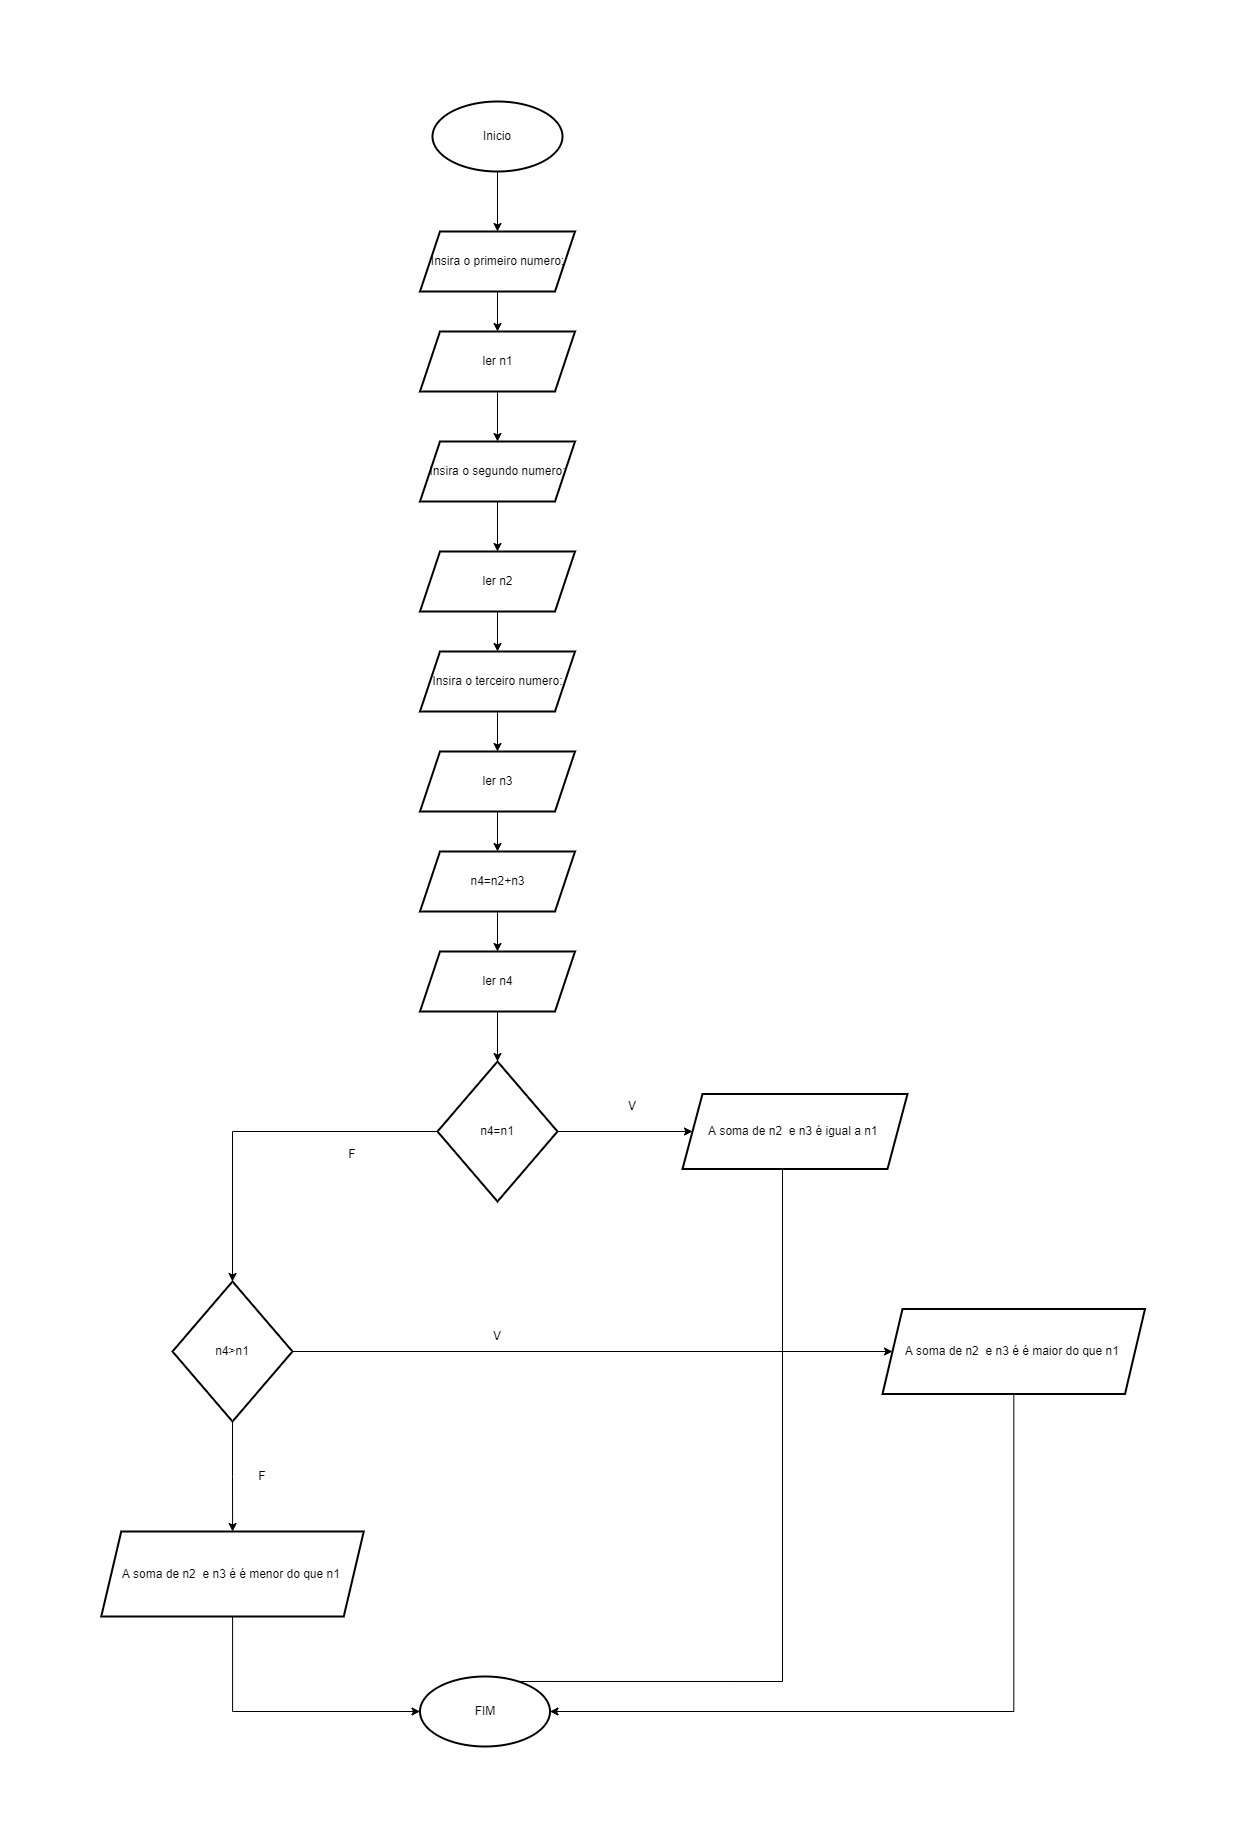 Inicio
Insira o primeiro numero:
ler n1
Insira o segundo numero:
ler n2
Insira o terceiro numero:
ler n3
n4=n2+n3
ler n4
n4=n1
V
A soma de n2  e n3 é igual a n1
F
n4>n1
V
A soma de n2  e n3 é é maior do que n1
F
A soma de n2  e n3 é é menor do que n1
FIM